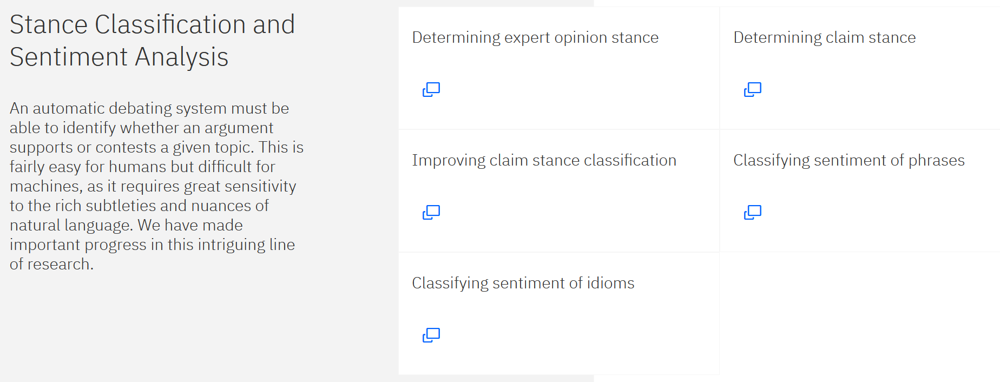 Stance Classification and
Sentiment Analysis
An automatic debating system must be
able to identify whether an argument
supports or contests a given topic. This is
fairly easy for humans but difficult for
machines, as it requires great sensitivity
to the rich subtleties and nuances of
natural language. We have made
important progress in this intriguing line
of research.
Determining expert opinion stance
Determining claim stance
Improving claim stance classification
Classifying sentiment of phrases
Classifying sentiment of idioms